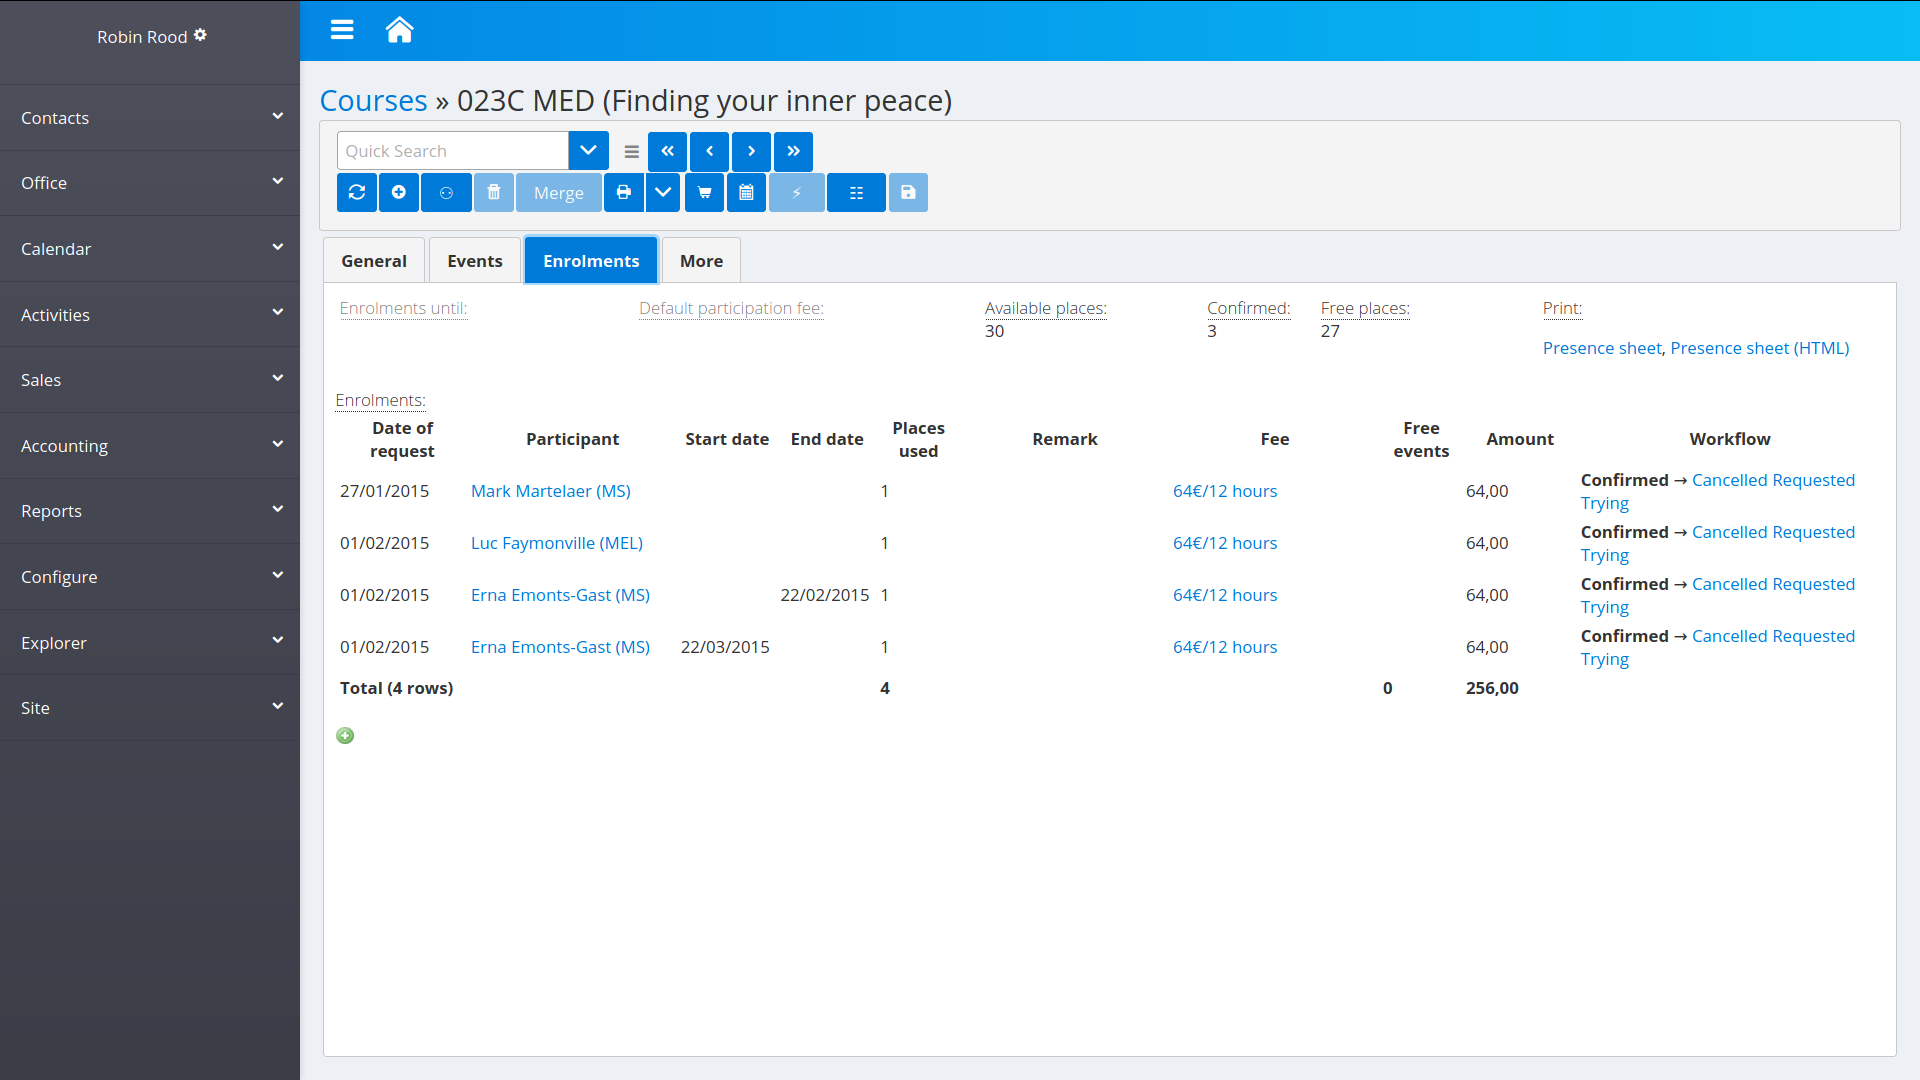 Robin Rood
Contacts
Office
Calendar
Activities
Sales
Accounting
Reports
Configure
Explorer
Site
Courses » 023C MED (Finding your inner peace)
Quick Search
Merge
General Events Enrolments More
Enrolments until: Default participation fee: Available places: Confirmed: Free places: Print:
30 3 27
Presence sheet, Presence sheet (HTML)
Enrolments:
Date of request Participant Start date End date Places used Remark Fee Free events Amount Workflow
27/01/2015 Mark Martelaer (MS) 1 64€/12 hours 64,00 Confirmed → Cancelled Requested
Trying
01/02/2015 Luc Faymonville (MEL) 1 64€/12 hours 64,00 Confirmed → Cancelled Requested
Trying
01/02/2015 Erna Emonts-Gast (MS) 22/02/2015 1 64€/12 hours 64,00 Confirmed → Cancelled Requested
Trying
01/02/2015 Erna Emonts-Gast (MS) 22/03/2015 1 64€/12 hours 64,00 Confirmed → Cancelled Requested
Trying
Total (4 rows) 4 0 256,00